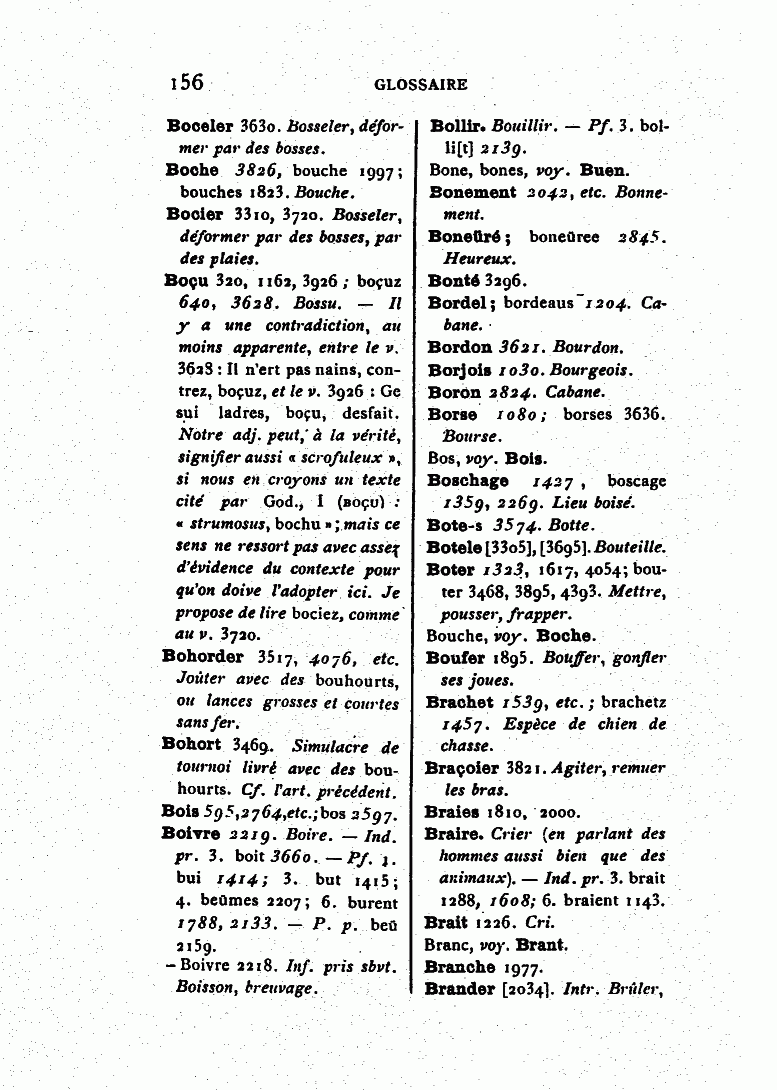 156 GLOSSAIRE
Boceler 3630. Bosseler, défor-
mer par des bosses.
Boche 3826, bouche 1997;
bouches 1823. Bouche.
Bocier 3310, 3720. Bosseler,
déformer par des bosses, par
des plaies.
Boçu 320, 1162, 3926 ; boçuz
640, 3628. Bossu. — Il
y a une contradiction, au
moins apparente, entre le v.
3628 : Il n'ert pas nains, con-
trez, boçuz, et le v. 3926 : Ge
sui ladres, boçu, desfait.
Notre adj. peut, à la vérité,
signifier aussi « scrofuleux »,
si nous en croyons un texte
cité par God., I (BOÇU) :
« strumosus, bochu »; mais ce
sens ne ressort pas avec assez
d'évidence du contexte pour
qu'on doive l'adopter ici. Je
propose de lire bociez, comme
au v. 3720.
Bohorder 3517, 4076, etc.
Joûter avec des bouhourts,
ou lances grosses et courtes
sans fer.
Bohort 3469. Simulacre de
tournoi livré avec des bou-
hourts. Cf. l'art. précédent.
Bois 595, 2764, etc.; bos 2597.
Boivre 2219. Boire. — Ind.
pr. 3. boit 3660. — Pf. 1.
bui 1414; 3. but 1415;
4. beümes 2207; 6. burent
1788, 2133. — P. p. beü
2159.
— Boivre 2218. Inf. pris sbvt.
Boisson, breuvage.
Bollir. Bouillir. — Pf. 3. bol-
li[t] 2139.
Bone, bones, voy. Buen.
Bonement 2042, etc. Bonne-
ment.
Boneüré; boneüree 2845.
Heureux.
Bonté 3296.
Bordel; bordeaus 1204. Ca-
bane.
Bordon 3621. Bourdon.
Borjois 1030. Bourgeois.
Boron 2824. Cabane.
Borse 1080; borses 3636.
Bourse.
Bos, voy. Bois.
Boschage 1427, boscage
1359, 2269. Lieu boisé.
Bote-s 3574. Botte.
Botele [3305], [3695]. Bouteille.
Boter 1323, 1617, 4054; bou-
ter 3468, 3895, 4393. Mettre,
pousser, frapper.
Bouche, voy. Boche.
Boufer 1895. Bouffer, gonfler
ses joues.
Brachet 1539, etc.; brachetz
1457. Espèce de chien de
chasse.
Braçoier 3821. Agiter, remuer
les bras.
Braies 1810, 2000.
Braire. Crier (en parlant des
hommes aussi bien que des
animaux). — Ind. pr. 3. brait
1288, 1608; 6. braient 1143.
Brait 1226. Cri.
Branc, voy. Brant.
Branche 1977.
Brander [2034]. Intr. Brûler,